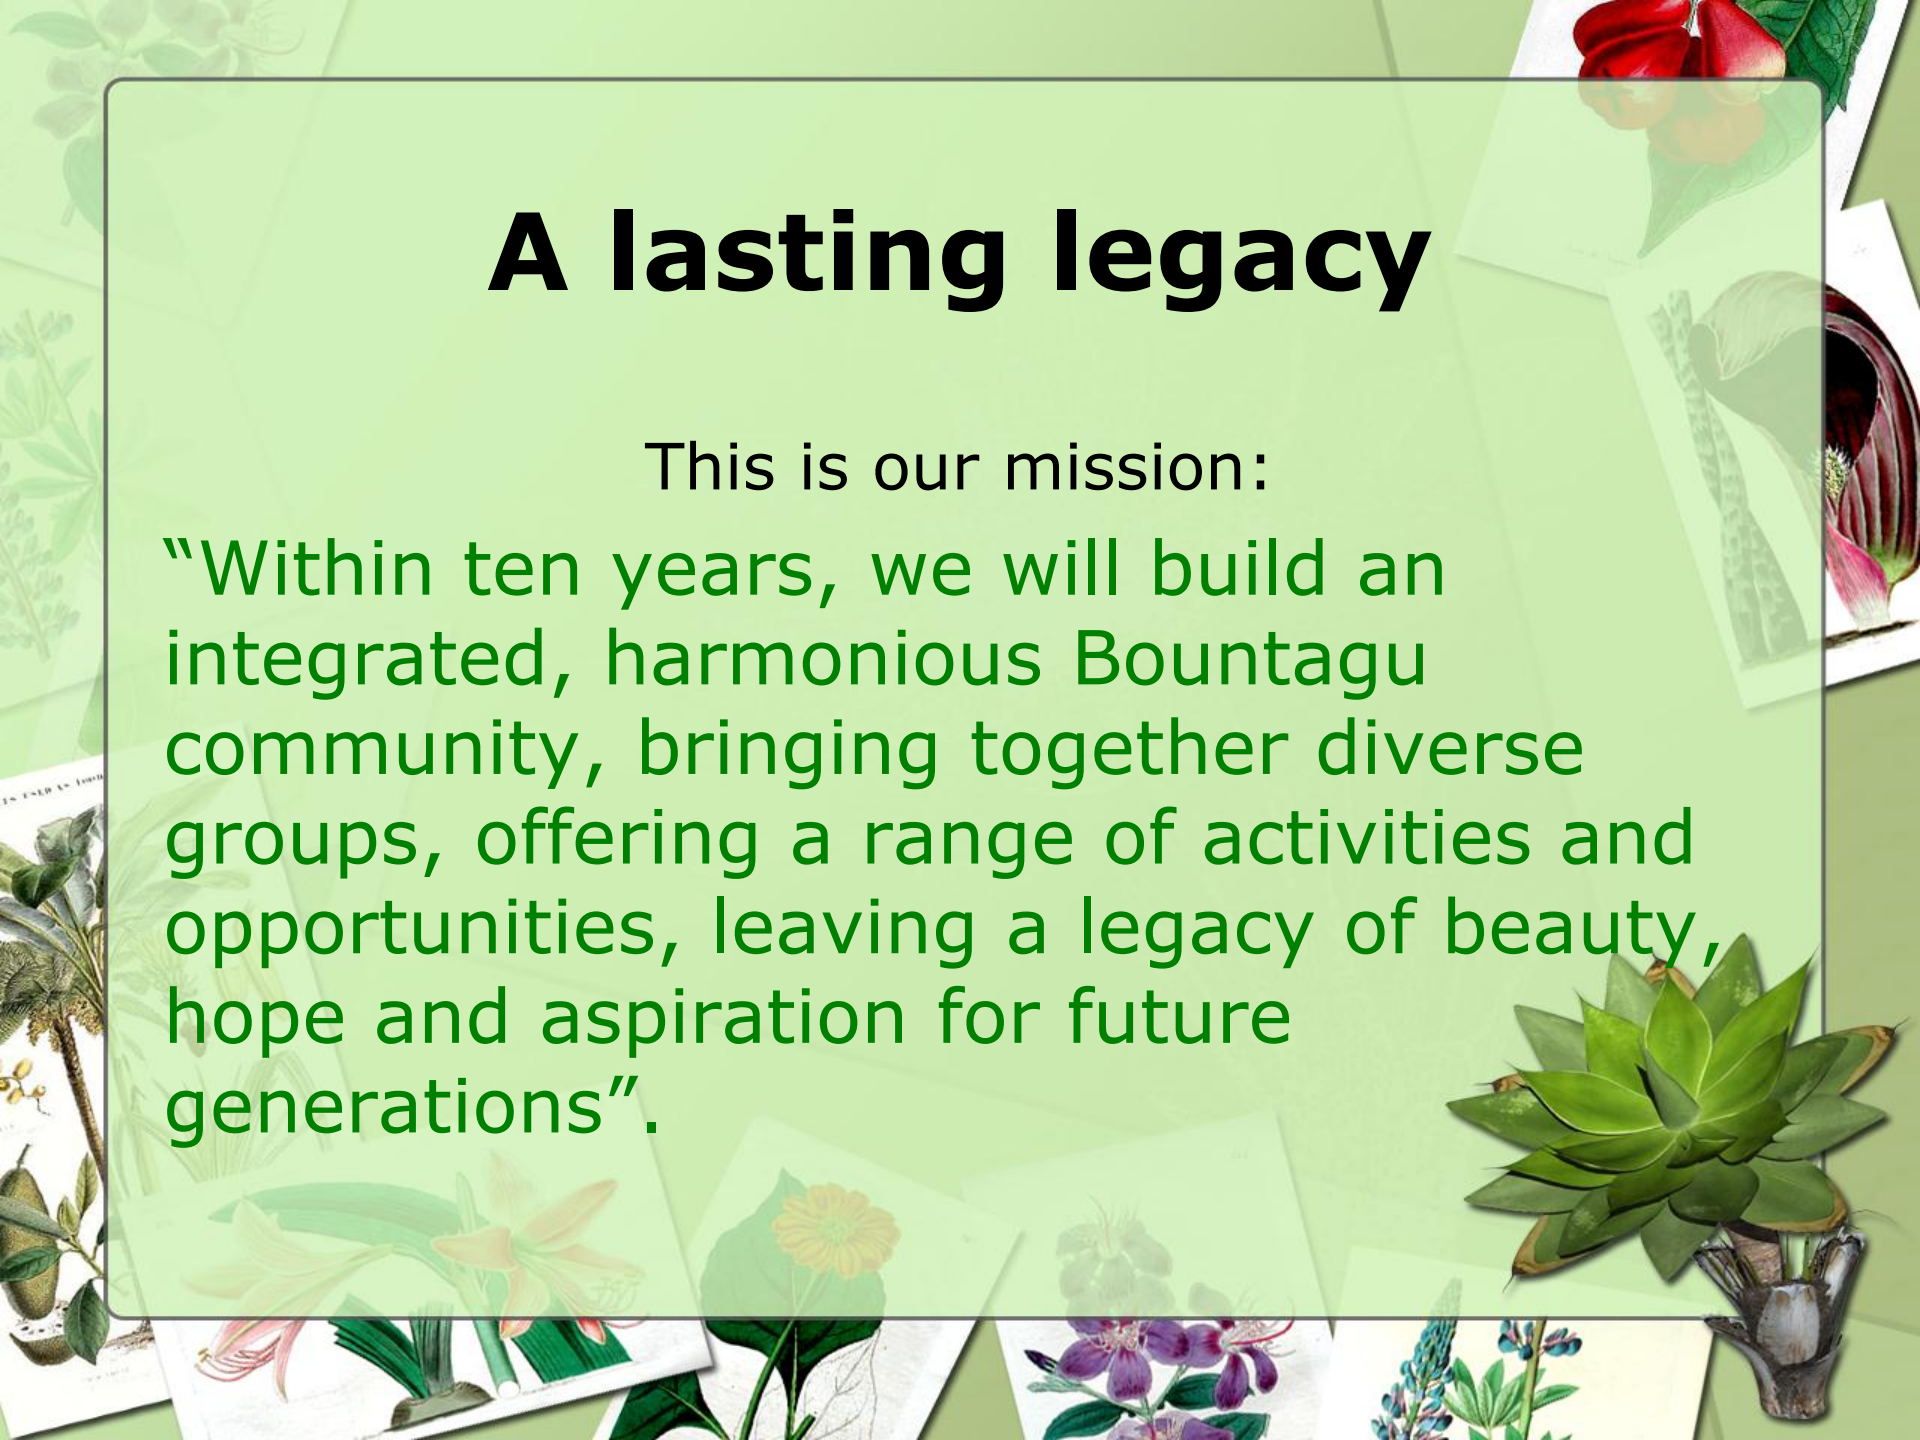 A lasting legacy
This is our mission:
“Within ten years, we will build an
integrated, harmonious Bountagu
community, bringing together diverse
groups, offering a range of activities and
opportunities, leaving a legacy of beauty,
hope and aspiration for future
generations”.